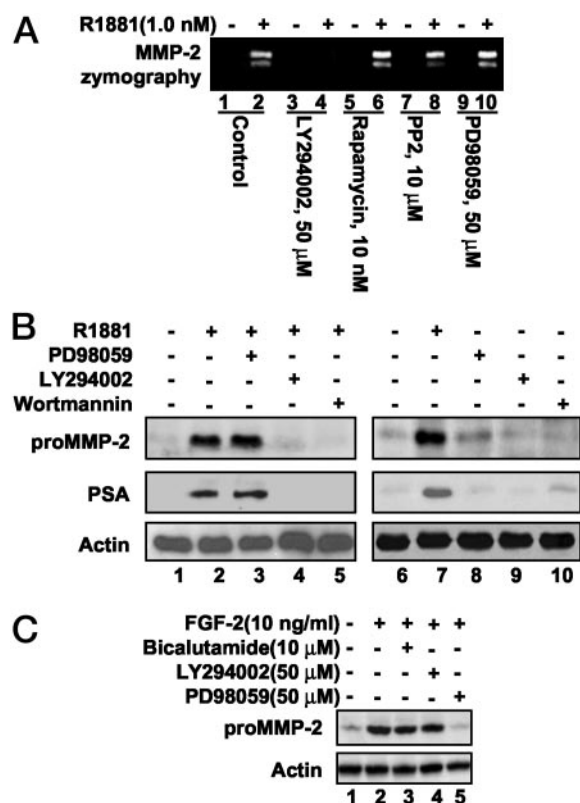 A
R1881(1.0 nM) - + - + - + - + - +
MMP-2
zymography
1 2 3 4 5 6 7 8 9 10
Control
LY294002, 50 μM
Rapamycin, 10 nM
PP2, 10 μM
PD98059, 50 μM
B
R1881 - + + + + - + - - -
PD98059 - - + - - - - + - -
LY294002 - - - + - - - - + -
Wortmannin - - - - + - - - - +
proMMP-2
PSA
Actin
1 2 3 4 5 6 7 8 9 10
C
FGF-2(10 ng/ml) - + + + +
Bicalutamide(10 μM) - - + - -
LY294002(50 μM) - - - + -
PD98059(50 μM) - - - - +
proMMP-2
Actin
1 2 3 4 5